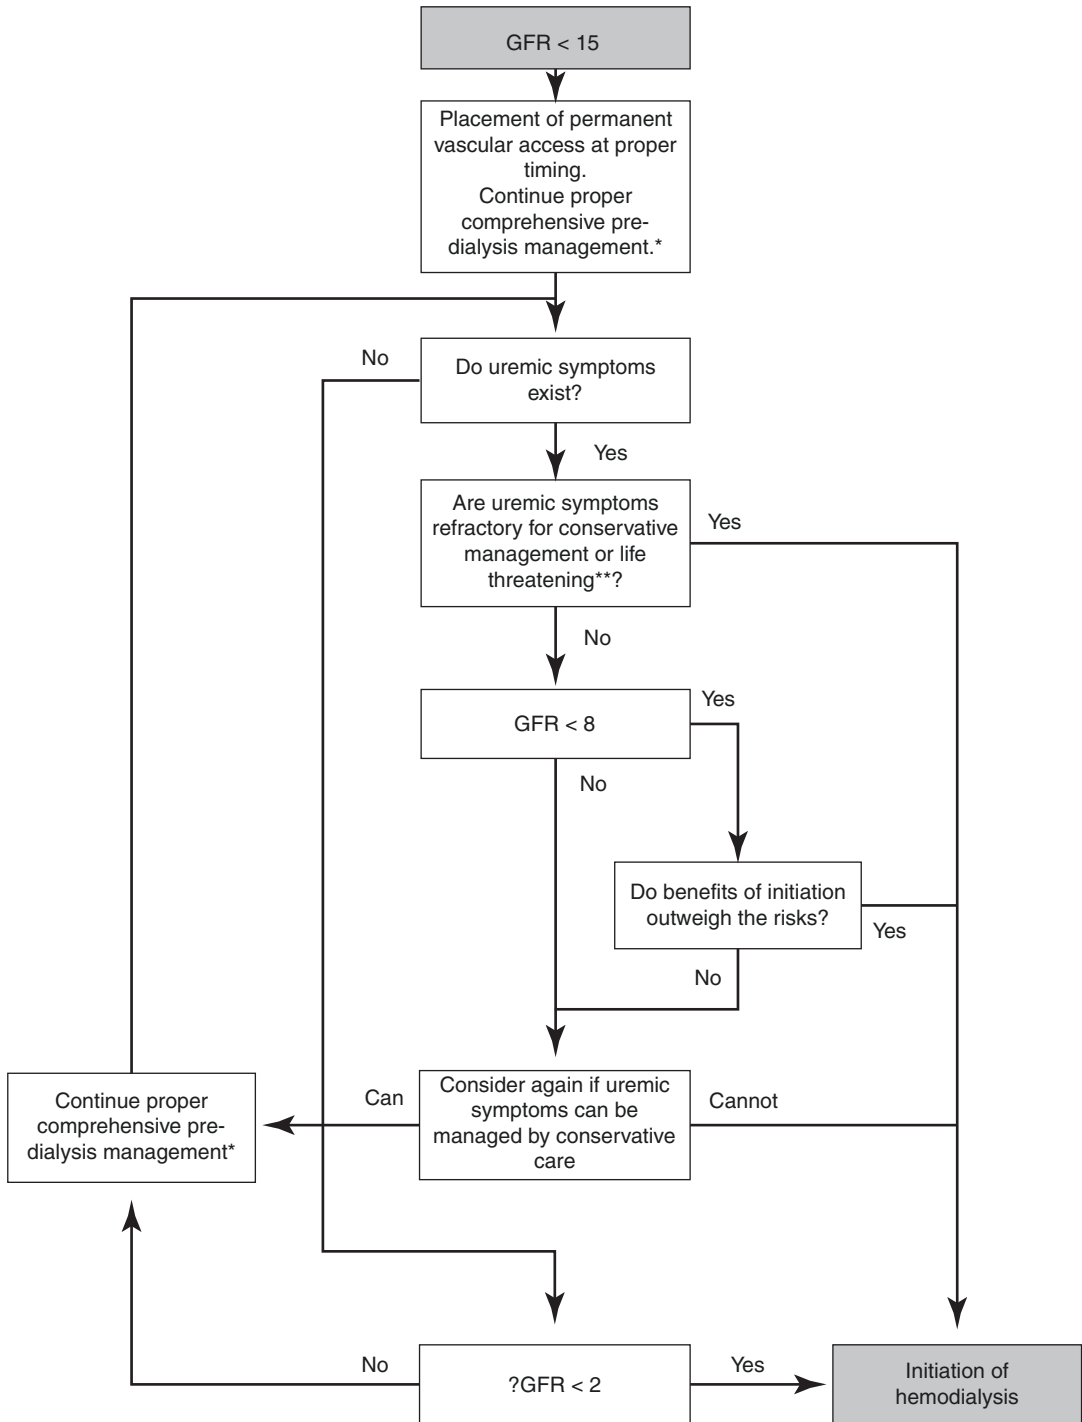 GFR < 15
Placement of permanent
vascular access at proper
timing.
Continue proper
comprehensive pre-
dialysis management.*
No
Do uremic symptoms
exist?
Yes
Are uremic symptoms
refractory for conservative
management or life
threatening**?
Yes
No
GFR < 8
Yes
No
Do benefits of initiation
outweigh the risks?
Yes
No
Continue proper
comprehensive pre-
dialysis management*
Can
Consider again if uremic
symptoms can be
managed by conservative
care
Cannot
No
?GFR < 2
Yes
Initiation of
hemodialysis